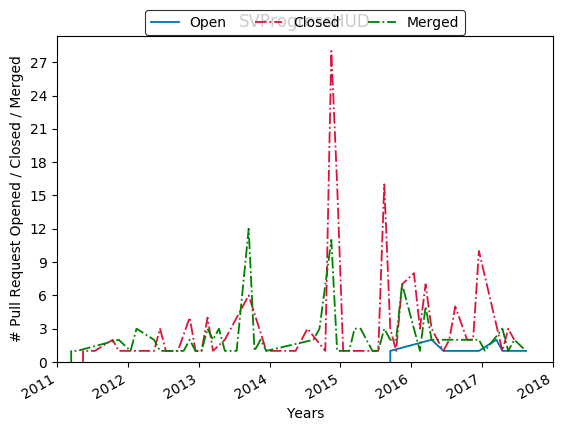 SVProgressHUD
Open Closed Merged
# Pull Request Opened / Closed / Merged
27
24
21
18
15
12
9
6
3
0
2011 2012 2013 2014 2015 2016 2017 2018
Years